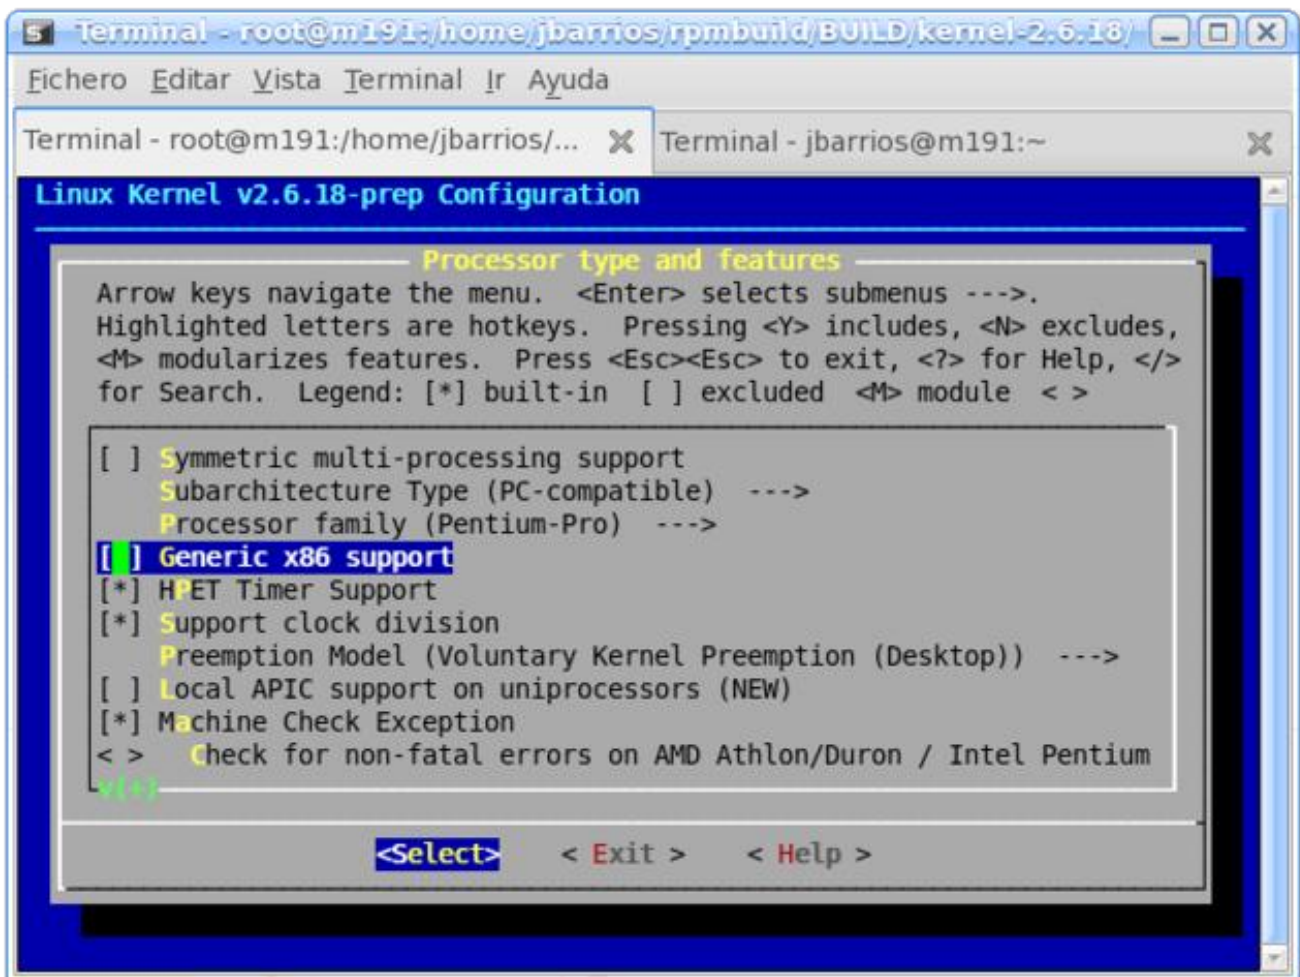 Terminal - root@m191:/home/jbarrios/rpmbuild/BUILD/kernel-2.6.18/
Fichero Editar Vista Terminal Ir Ayuda
Terminal - root@m191:/home/jbarrios/... Terminal - jbarrios@m191:~
Linux Kernel v2.6.18-prep Configuration
Processor type and features
Arrow keys navigate the menu. <Enter> selects submenus --->.
Highlighted letters are hotkeys. Pressing <Y> includes, <N> excludes,
<M> modularizes features. Press <Esc><Esc> to exit, <?> for Help, </>
for Search. Legend: [*] built-in [ ] excluded <M> module < >
[ ] Symmetric multi-processing support
Subarchitecture Type (PC-compatible) --->
Processor family (Pentium-Pro) --->
[ ] Generic x86 support
[*] HPET Timer Support
[*] Support clock division
Preemption Model (Voluntary Kernel Preemption (Desktop)) --->
[ ] Local APIC support on uniprocessors (NEW)
[*] Machine Check Exception
< > Check for non-fatal errors on AMD Athlon/Duron / Intel Pentium
v(+)
<Select> < Exit > < Help >